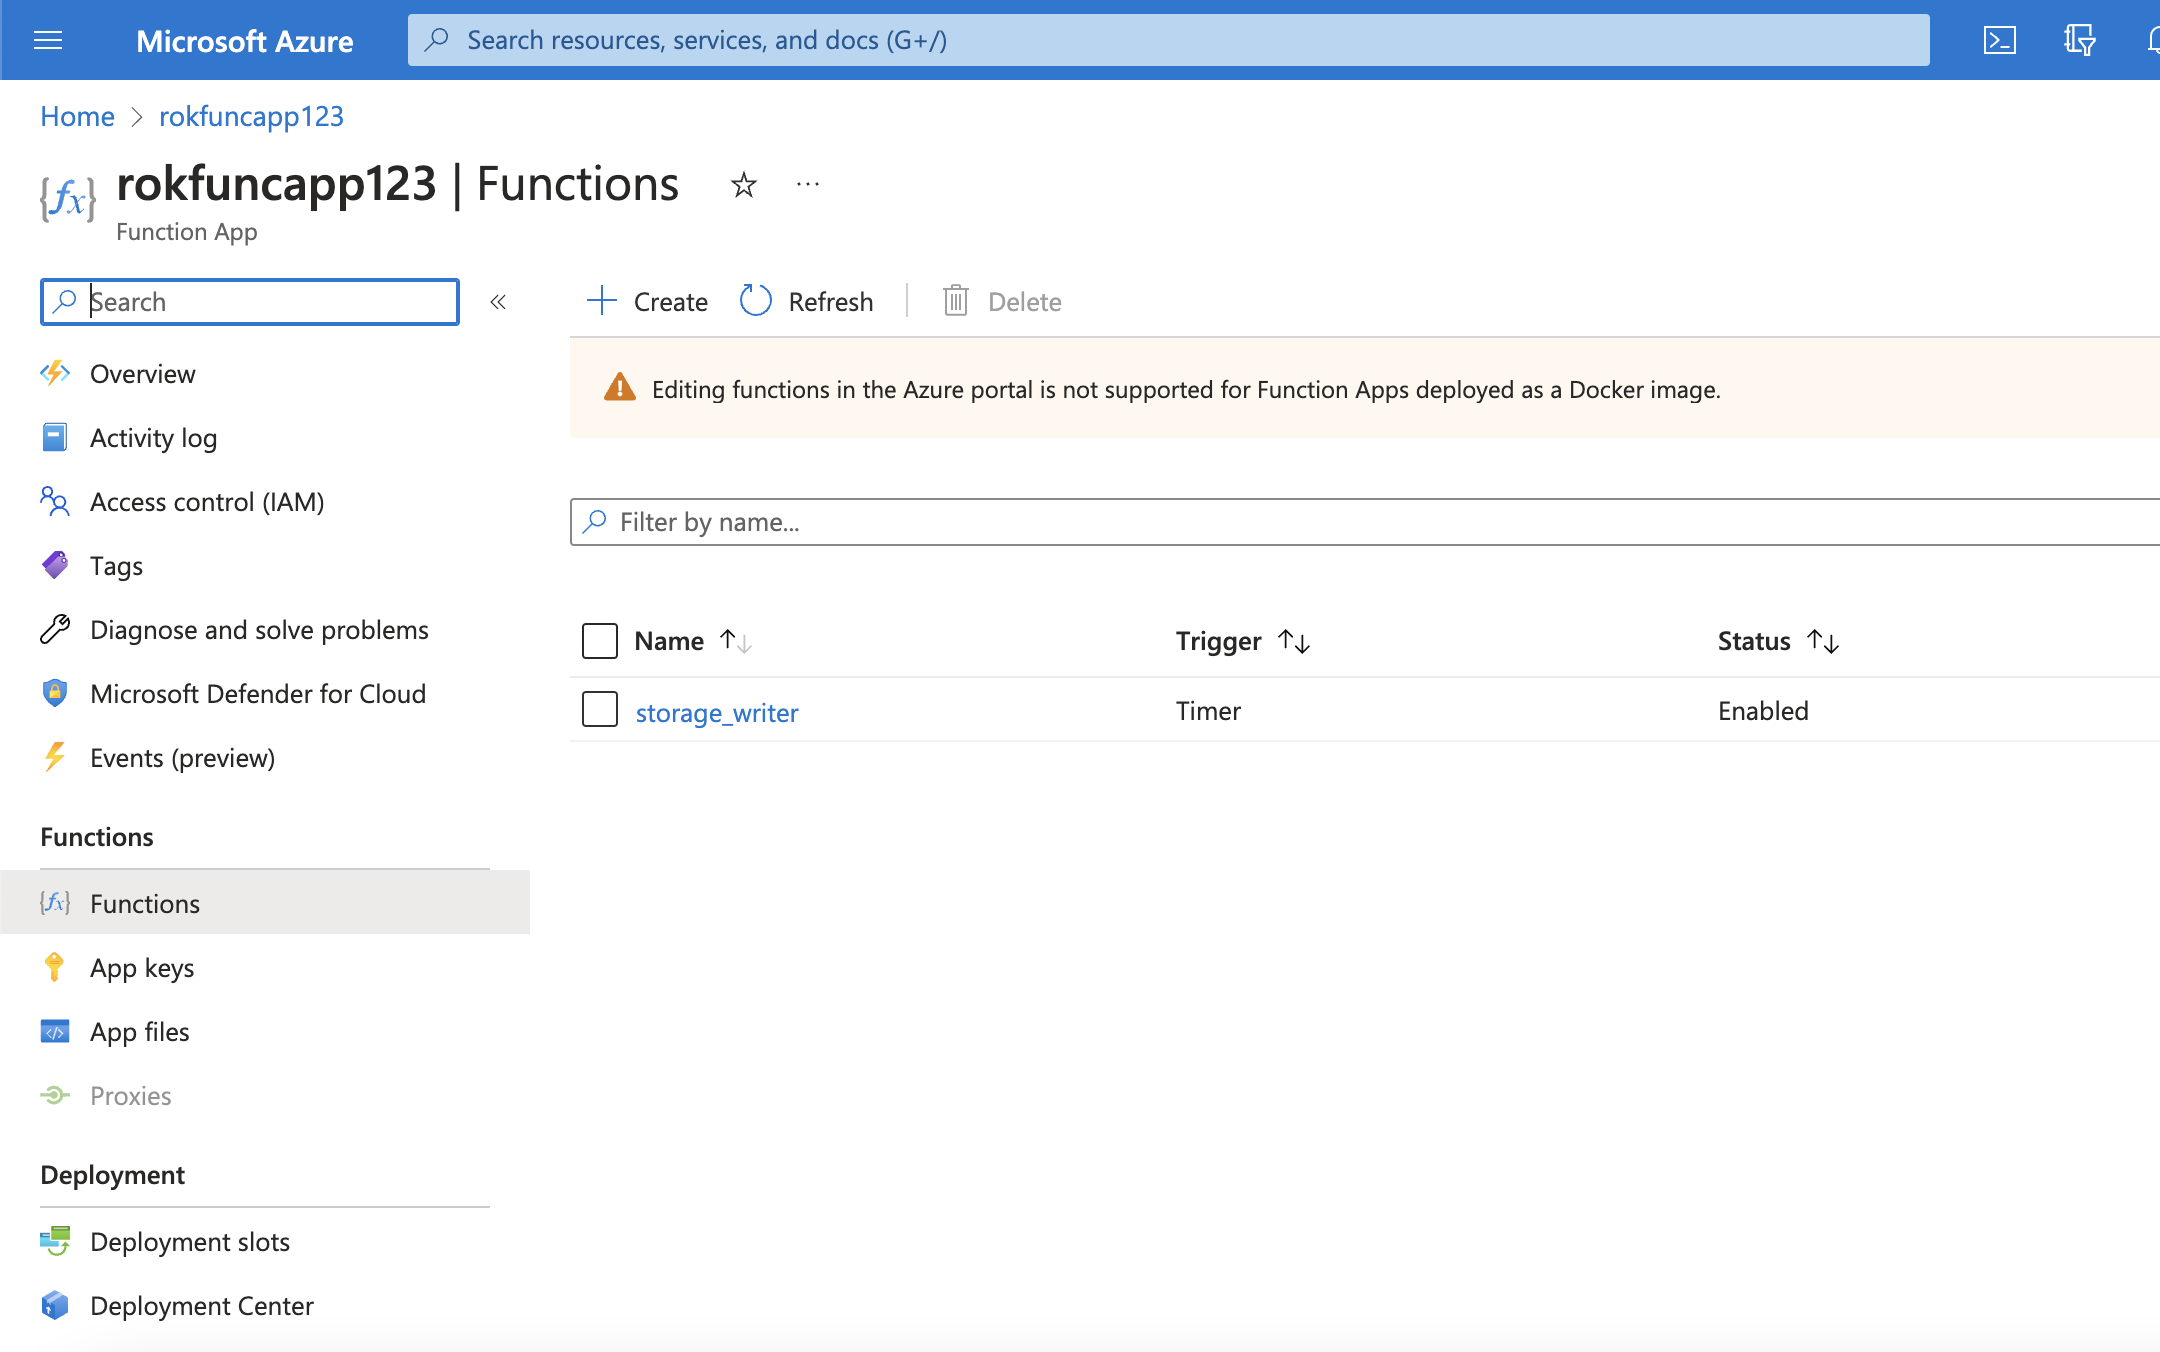 Microsoft Azure
Search resources, services, and docs (G+/)
Home > rokfuncapp123
{fx}
rokfuncapp123 | Functions ☆ ...
Function App
Search «
Overview
Activity log
Access control (IAM)
Tags
Diagnose and solve problems
Microsoft Defender for Cloud
Events (preview)
Functions
{fx} Functions
App keys
App files
Proxies
Deployment
Deployment slots
Deployment Center
+ Create Refresh | Delete
Editing functions in the Azure portal is not supported for Function Apps deployed as a Docker image.
Filter by name...
Name ↑↓ Trigger ↑↓ Status ↑↓
storage_writer Timer Enabled